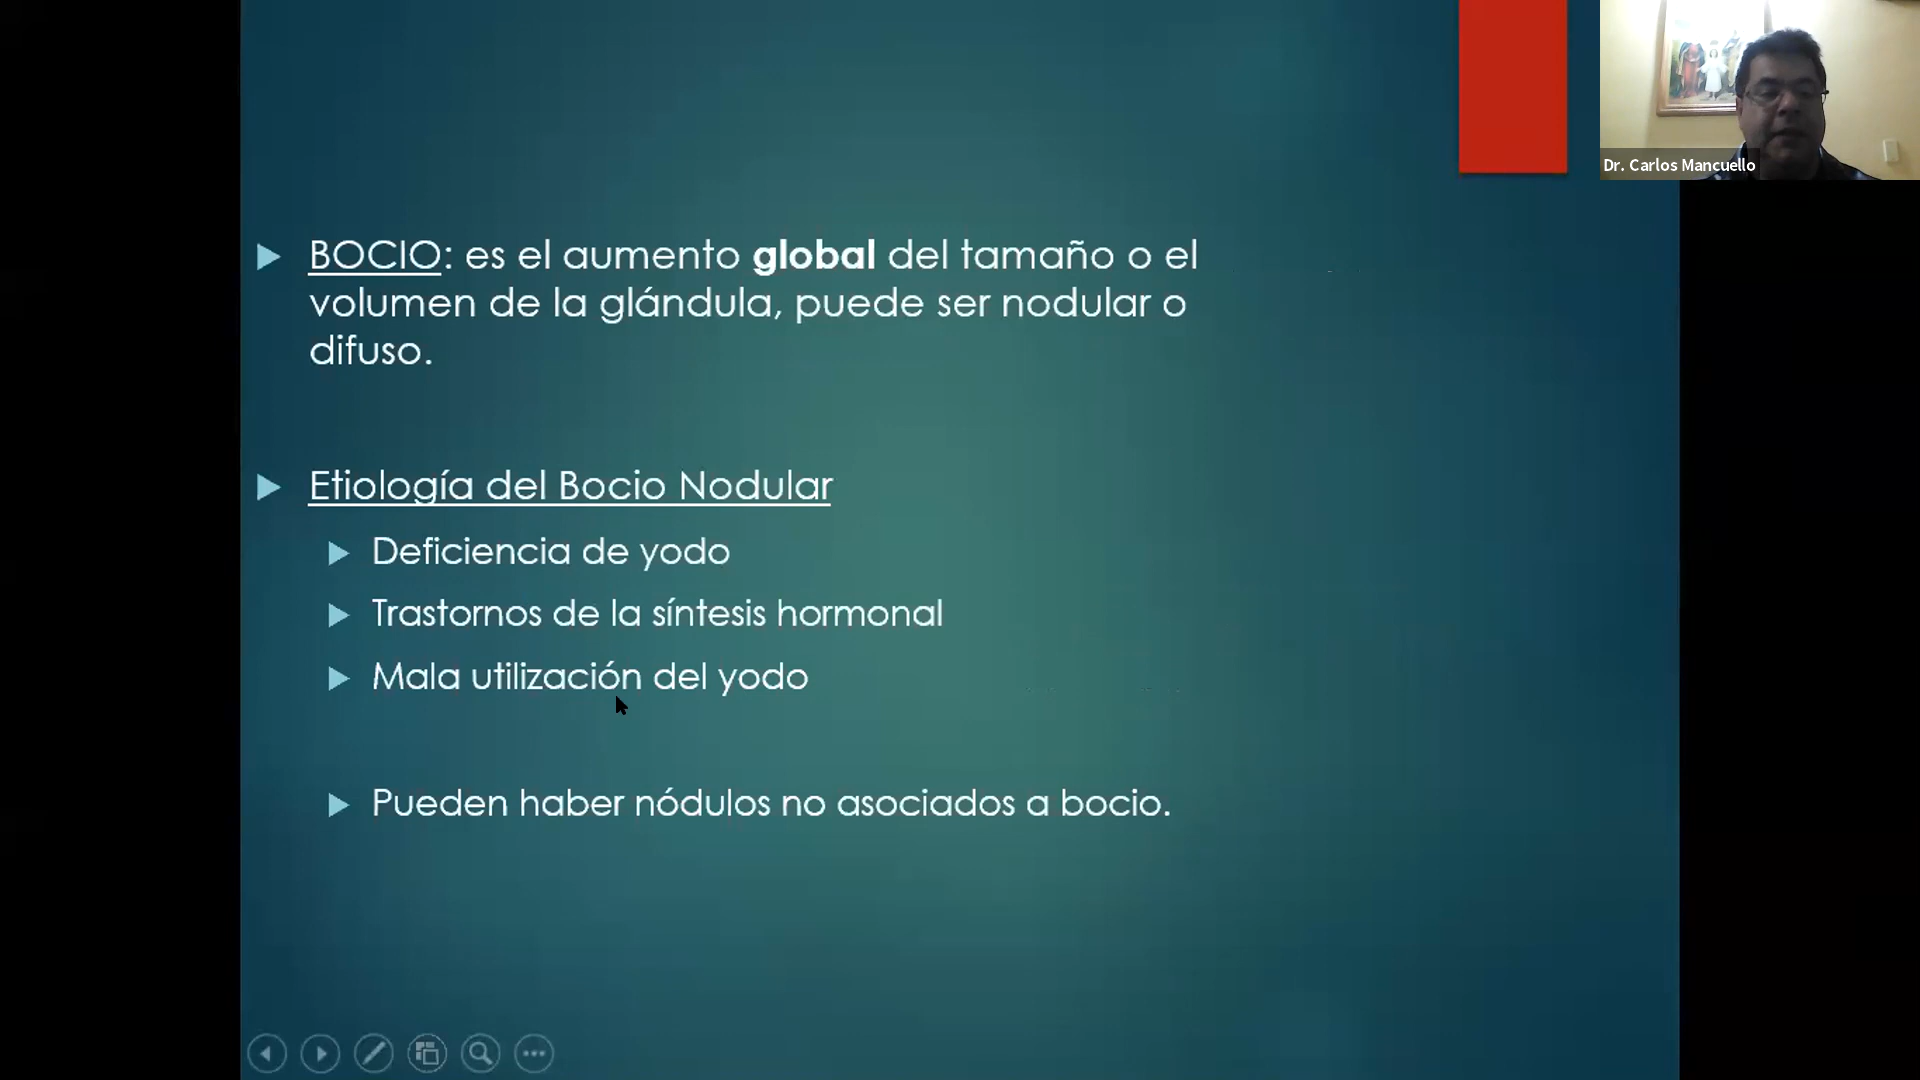 Dr. Carlos Mancuello
BOCIO: es el aumento global del tamaño o el
volumen de la glándula, puede ser nodular o
difuso.
Etiología del Bocio Nodular
Deficiencia de yodo
Trastornos de la síntesis hormonal
Mala utilización del yodo
Pueden haber nódulos no asociados a bocio.